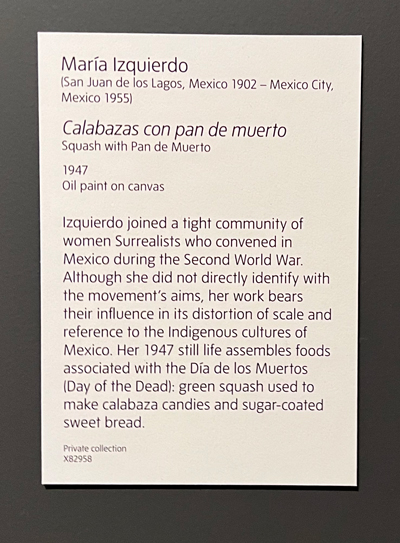 María Izquierdo
(San Juan de los Lagos, Mexico 1902 – Mexico City,
Mexico 1955)
Calabazas con pan de muerto
Squash with Pan de Muerto
1947
Oil paint on canvas
Izquierdo joined a tight community of
women Surrealists who convened in
Mexico during the Second World War.
Although she did not directly identify with
the movement's aims, her work bears
their influence in its distortion of scale and
reference to the Indigenous cultures of
Mexico. Her 1947 still life assembles foods
associated with the Día de los Muertos
(Day of the Dead): green squash used to
make calabaza candies and sugar-coated
sweet bread.
Private collection
X82958